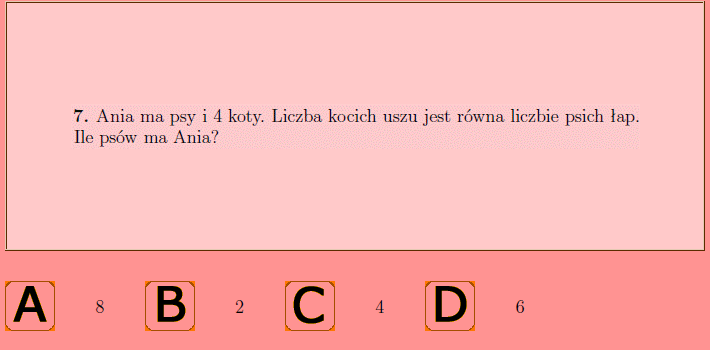 7. Ania ma psy i 4 koty. Liczba kocich uszu jest równa liczbie psich łap.
Ile psów ma Ania?
A 8 B 2 C 4 D 6